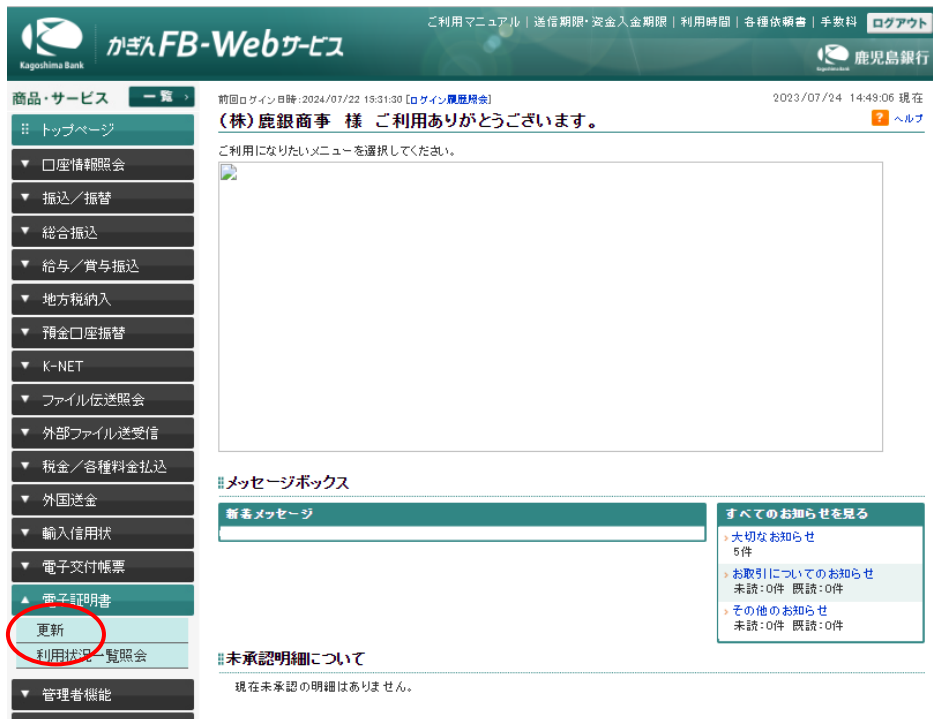 ご利用マニュアル｜送信期限・資金入金期限｜利用時間｜各種依頼書｜手数料 ログアウト
Kagoshima Bank
かぎんFB-Webサービス
鹿児島銀行
商品・サービス 一覧
前回ログイン日時:2024/07/22 15:31:30 [ログイン履歴照会]
2023/07/24 14:49:06 現在
(株)鹿銀商事 様 ご利用ありがとうございます。
? ヘルプ
ご利用になりたいメニューを選択してください。
トップページ
口座情報照会
振込／振替
総合振込
給与／賞与振込
地方税納入
預金口座振替
K-NET
ファイル伝送照会
外部ファイル送受信
税金／各種料金払込
外国送金
輸入信用状
電子交付帳票
電子証明書
更新
利用状況一覧照会
管理者機能
メッセージボックス
新着メッセージ
すべてのお知らせを見る
大切なお知らせ
5件
お取引についてのお知らせ
未読:0件 既読:0件
その他のお知らせ
未読:0件 既読:0件
未承認明細について
現在未承認の明細はありません。